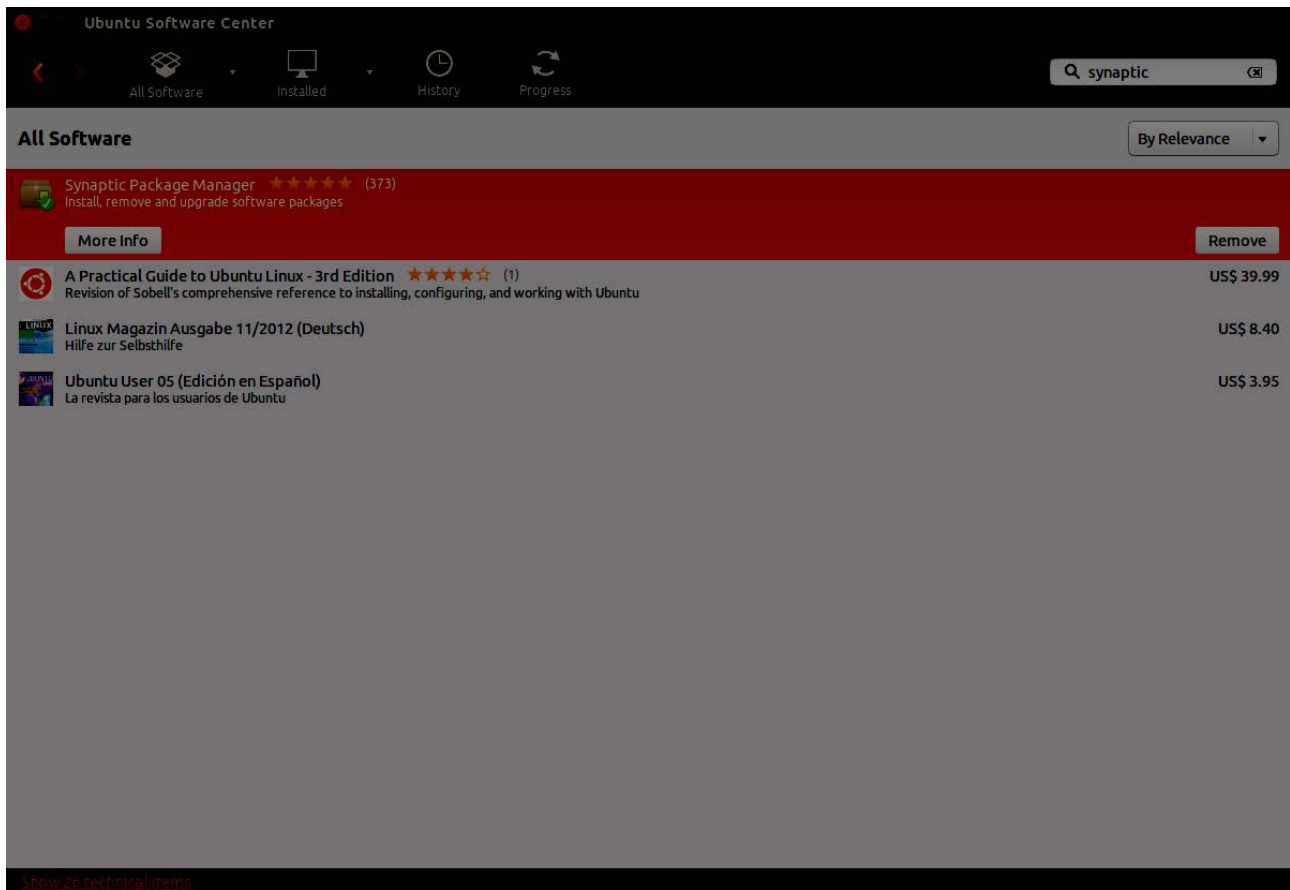 Ubuntu Software Center
All Software
Installed
History
Progress
synaptic
All Software
By Relevance
Synaptic Package Manager (373)
Install, remove and upgrade software packages
More Info
Remove
A Practical Guide to Ubuntu Linux - 3rd Edition (1)
US$ 39.99
Revision of Sobell's comprehensive reference to installing, configuring, and working with Ubuntu
LINUX
Linux Magazin Ausgabe 11/2012 (Deutsch)
US$ 8.40
Hilfe zur Selbsthilfe
Ubuntu User 05 (Edición en Español)
US$ 3.95
La revista para los usuarios de Ubuntu
Show 26 technical items